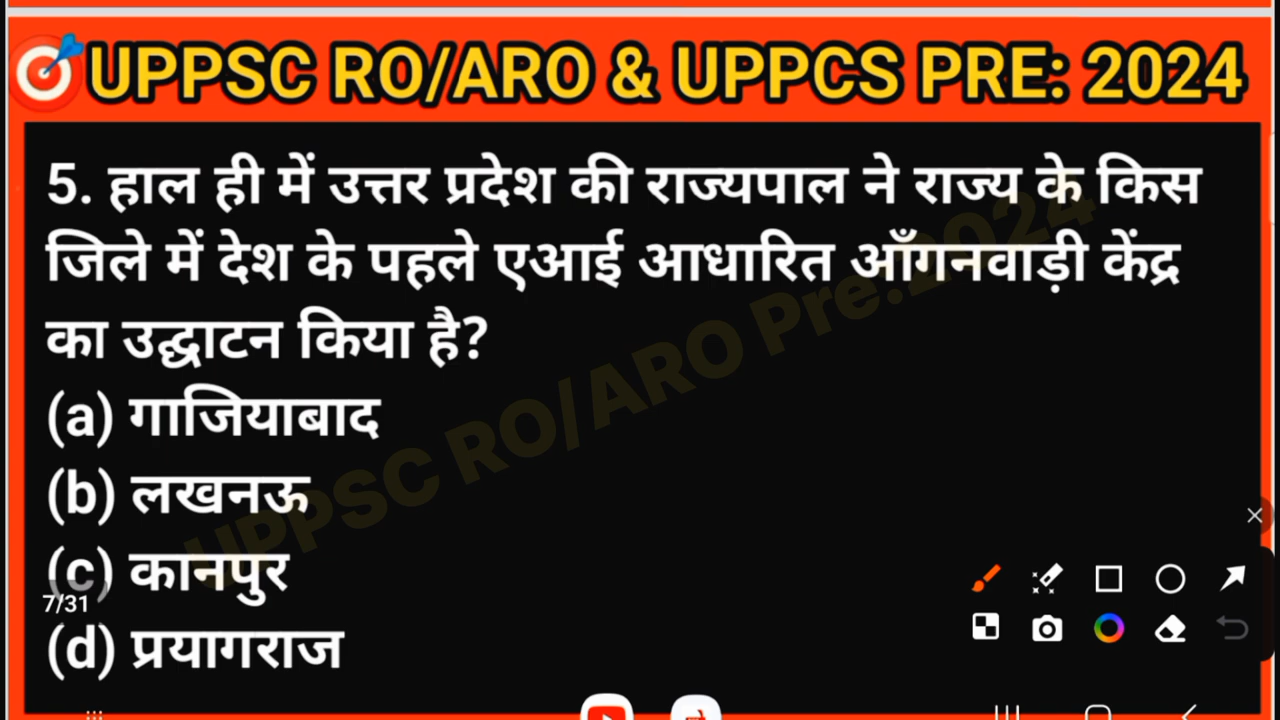 UPPSC RO/ARO & UPPCS PRE: 2024
5. हाल ही में उत्तर प्रदेश की राज्यपाल ने राज्य के किस
जिले में देश के पहले एआई आधारित आँगनवाड़ी केंद्र
का उद्घाटन किया है?
(a) गाजियाबाद
(b) लखनऊ
(c) कानपुर
7/31
(d) प्रयागराज
UPPSC RO/ARO Pre.2024